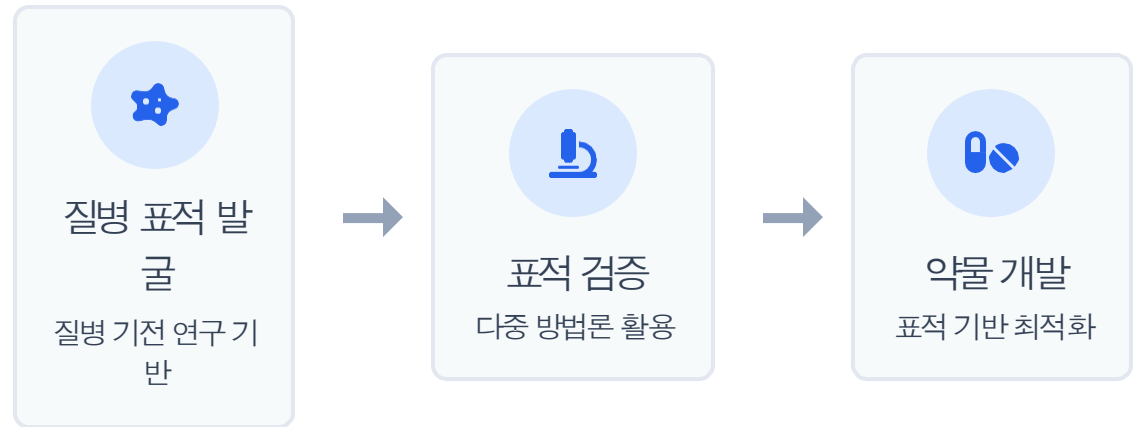 질병 표적 발
굴
질병 기전 연구 기
반
표적 검증
다중 방법론 활용
약물 개발
표적 기반 최적화